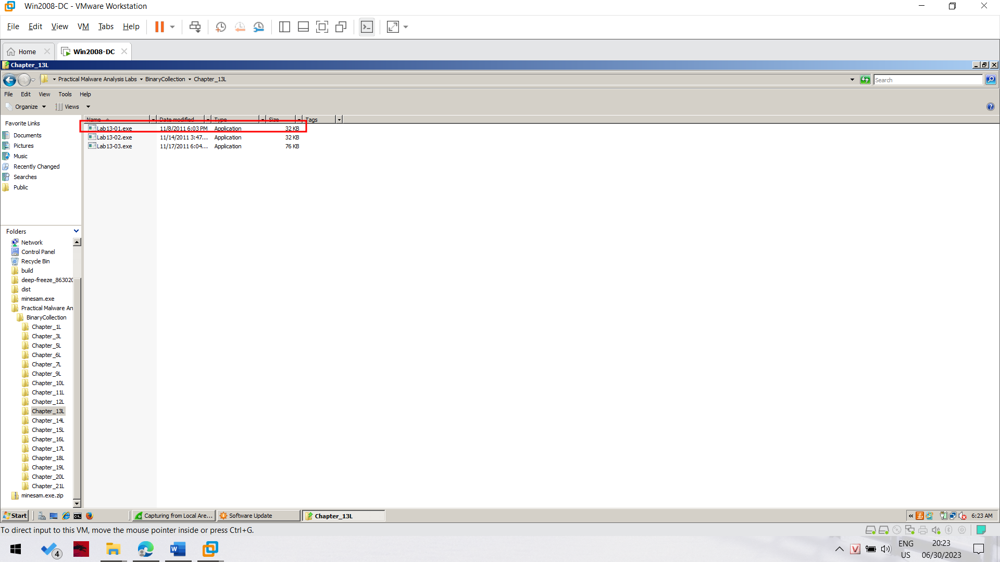 Win2008-DC - VMware Workstation
File Edit View VM Tabs Help
Home Win2008-DC
Chapter_13L
Practical Malware Analysis Labs BinaryCollection Chapter_13L Search
File Edit View Tools Help
Organize Views
Favorite Links
Documents
Pictures
Music
Recently Changed
Searches
Public
Name Date modified Type Size Tags
Lab13-01.exe 11/8/2011 6:03 PM Application 32 KB
Lab13-02.exe 11/14/2011 3:47... Application 32 KB
Lab13-03.exe 11/17/2011 6:04... Application 76 KB
Folders
Network
Control Panel
Recycle Bin
build
deep-freeze_863020
dist
minesam.exe
Practical Malware An
BinaryCollection
Chapter_1L
Chapter_3L
Chapter_5L
Chapter_6L
Chapter_7L
Chapter_9L
Chapter_10L
Chapter_11L
Chapter_12L
Chapter_13L
Chapter_14L
Chapter_15L
Chapter_16L
Chapter_17L
Chapter_18L
Chapter_19L
Chapter_20L
Chapter_21L
minesam.exe.zip
Start Capturing from Local Are... Software Update Chapter_13L « 6:23 AM
To direct input to this VM, move the mouse pointer inside or press Ctrl+G.
4 ENG 20:23
US 06/30/2023